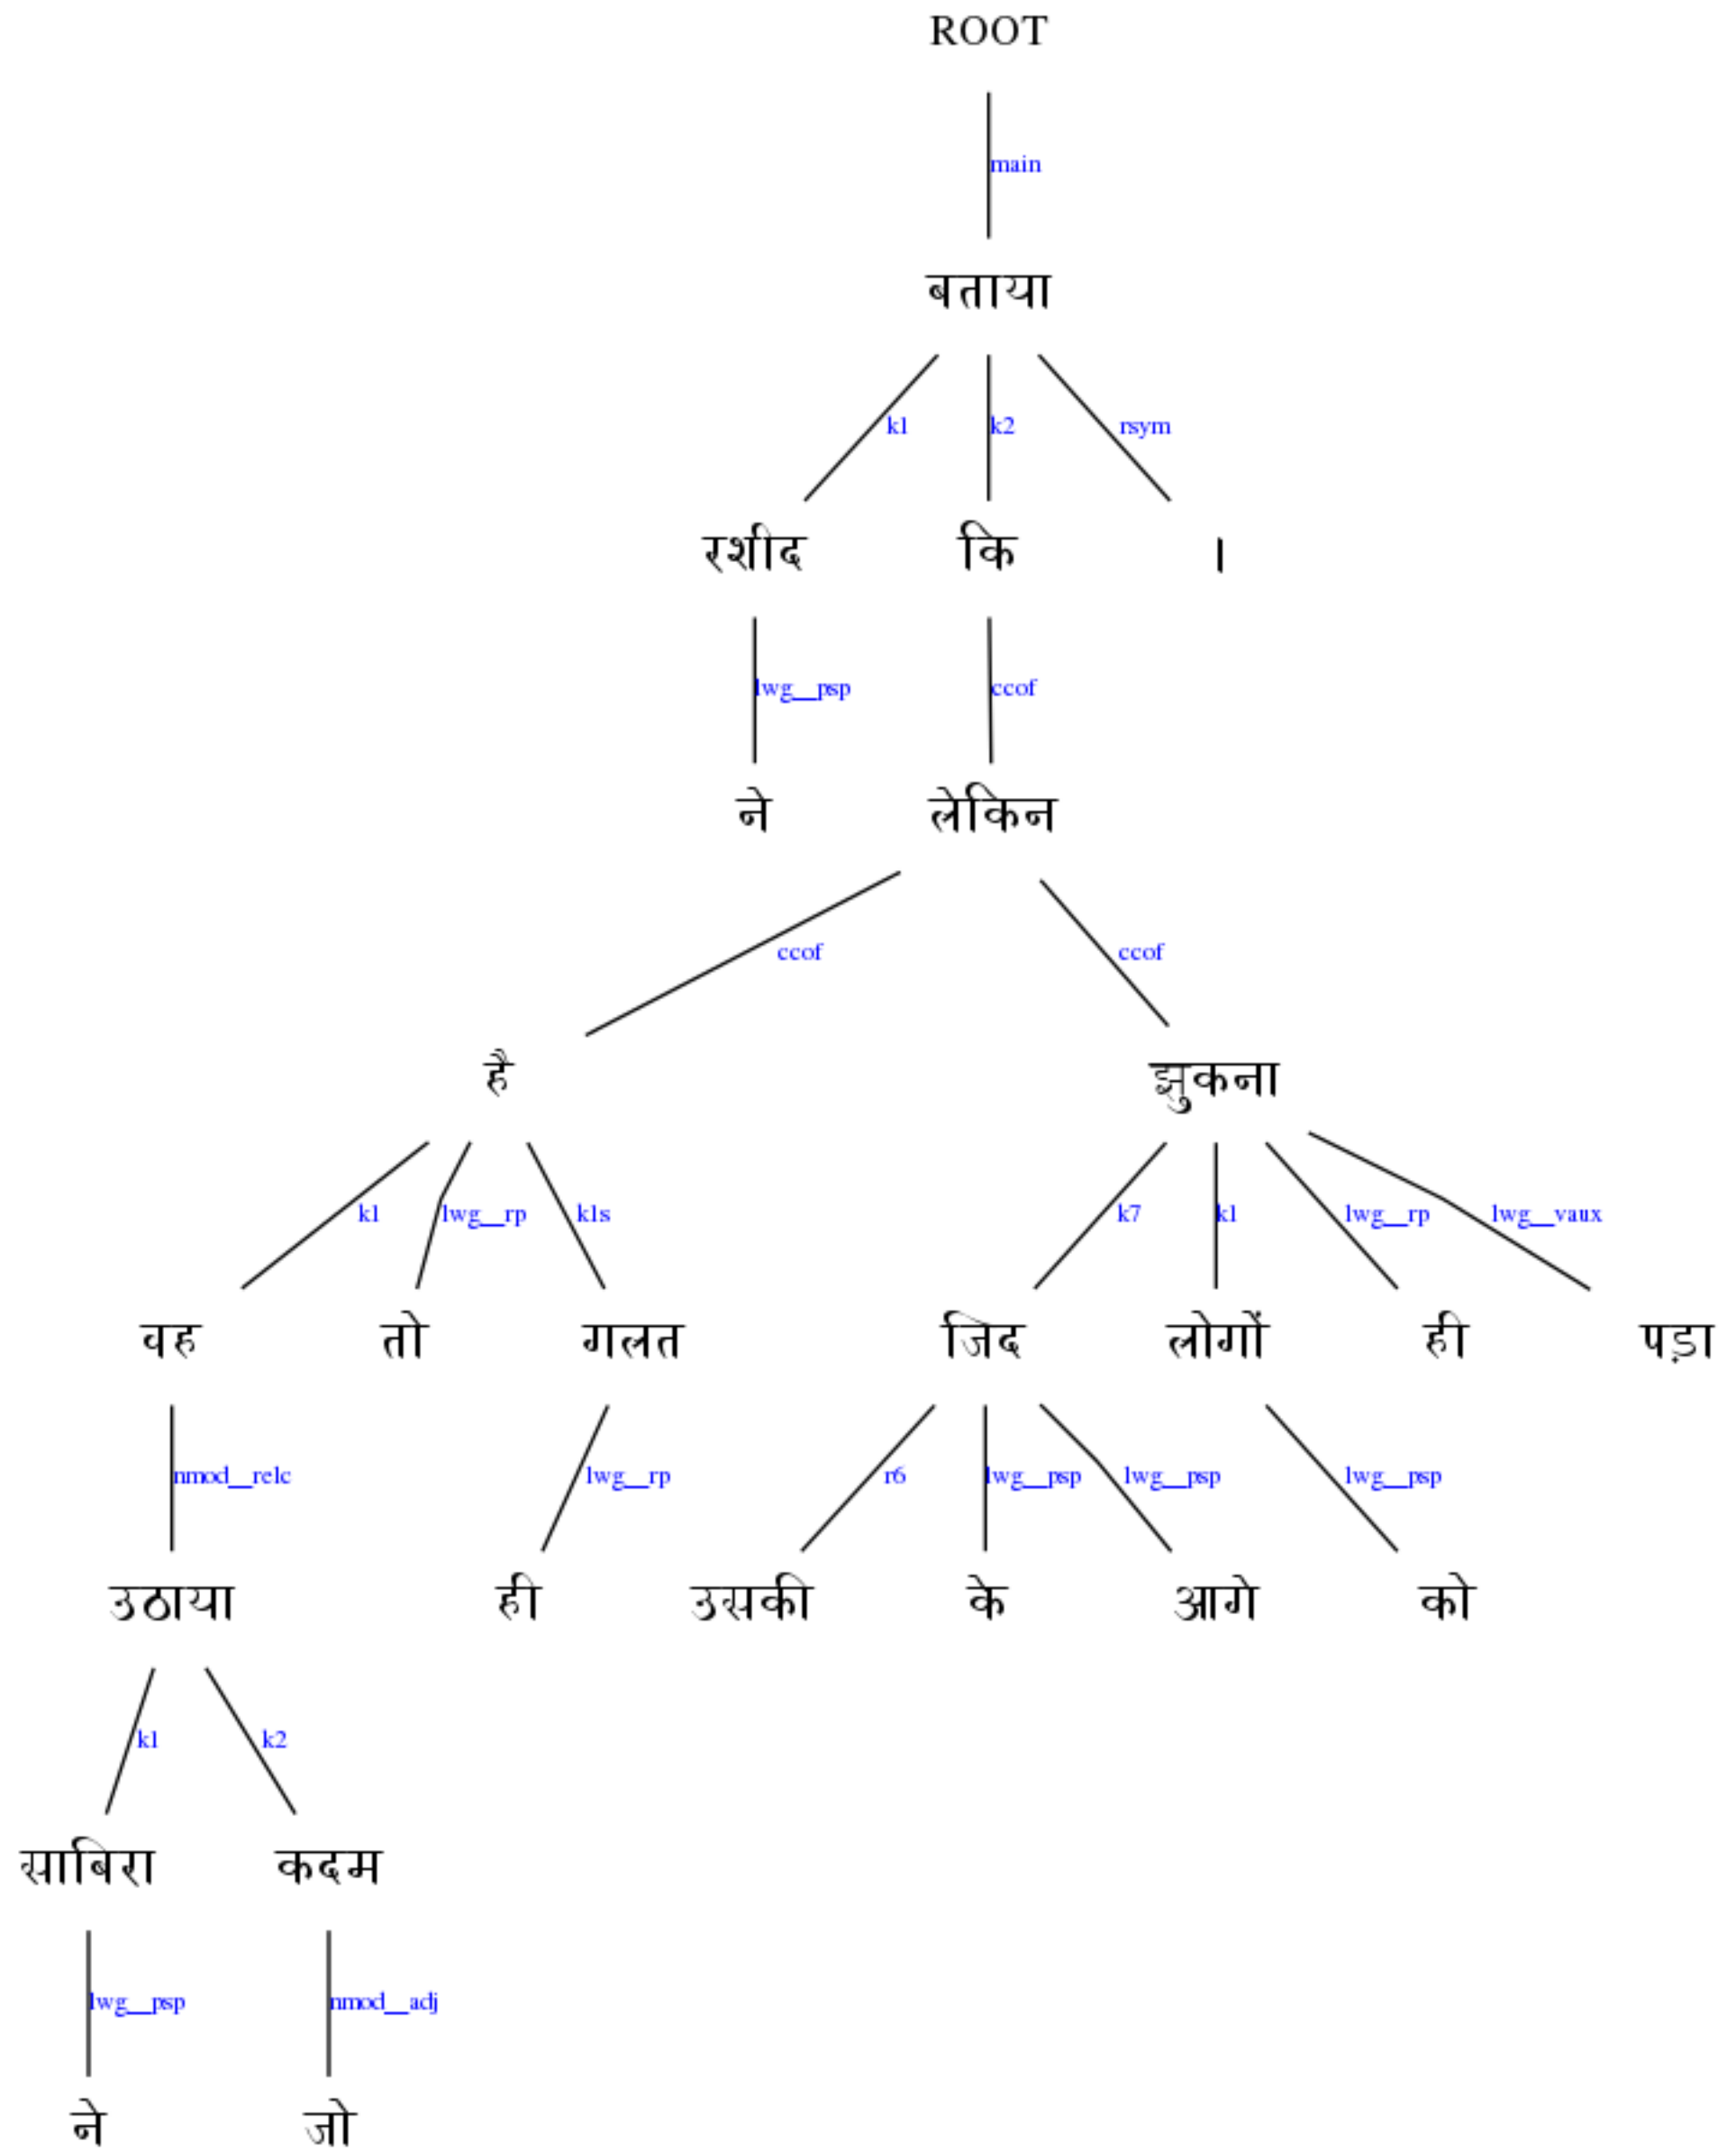 ROOT
main
बताया
k1 k2 rsym
रशीद कि ।
lwg__psp ccof
ने लेकिन
ccof ccof
है झुकना
k1 lwg__rp k1s k7 k1 lwg__rp lwg__vaux
वह तो गलत जिद लोगों ही पड़ा
nmod__relc lwg__rp r6 lwg__psp lwg__psp lwg__psp
उठाया ही उसकी के आगे को
k1 k2
साबिरा कदम
lwg__psp nmod__adj
ने जो